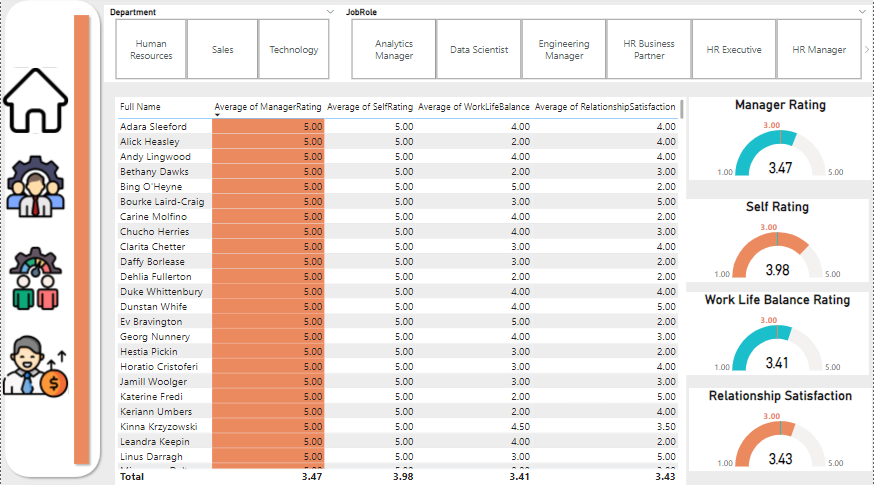 Department
JobRole
Human Resources
Sales
Technology
Analytics Manager
Data Scientist
Engineering Manager
HR Business Partner
HR Executive
HR Manager
Full Name Average of ManagerRating Average of SelfRating Average of WorkLifeBalance Average of RelationshipSatisfaction
Adara Sleeford 5.00 5.00 4.00 4.00
Alick Heasley 5.00 5.00 2.00 4.00
Andy Lingwood 5.00 5.00 4.00 4.00
Bethany Dawks 5.00 5.00 2.00 3.00
Bing O'Heyne 5.00 5.00 5.00 2.00
Bourke Laird-Craig 5.00 5.00 3.00 5.00
Carine Molfino 5.00 5.00 4.00 2.00
Chucho Herries 5.00 5.00 4.00 3.00
Clarita Chetter 5.00 5.00 3.00 4.00
Daffy Borlease 5.00 5.00 3.00 2.00
Dehlia Fullerton 5.00 5.00 2.00 2.00
Duke Whittenbury 5.00 5.00 4.00 4.00
Dunstan Whife 5.00 5.00 4.00 5.00
Ev Bravington 5.00 5.00 5.00 2.00
Georg Nunnery 5.00 5.00 4.00 3.00
Hestia Pickin 5.00 5.00 3.00 2.00
Horatio Cristoferi 5.00 5.00 3.00 4.00
Jamill Woolger 5.00 5.00 3.00 3.00
Katerine Fredi 5.00 5.00 2.00 5.00
Keriann Umbers 5.00 5.00 2.00 4.00
Kinna Krzyzowski 5.00 5.00 4.50 3.50
Leandra Keepin 5.00 5.00 4.00 2.00
Linus Darragh 5.00 5.00 3.00 5.00
Total 3.47 3.98 3.41 3.43
Manager Rating
3.00
3.47
1.00 5.00
Self Rating
3.00
3.98
1.00 5.00
Work Life Balance Rating
3.00
3.41
1.00 5.00
Relationship Satisfaction
3.00
3.43
1.00 5.00